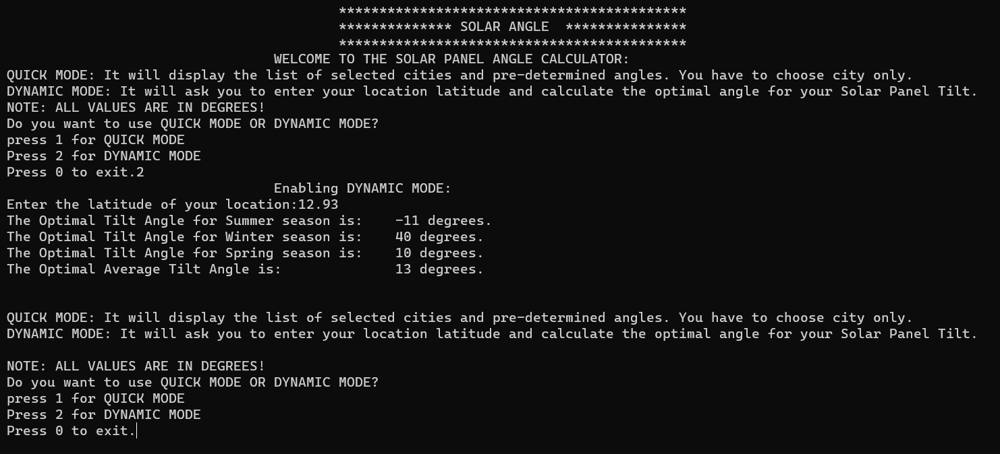 *******************************************
************** SOLAR ANGLE  ***************
*******************************************
WELCOME TO THE SOLAR PANEL ANGLE CALCULATOR:
QUICK MODE: It will display the list of selected cities and pre-determined angles. You have to choose city only.
DYNAMIC MODE: It will ask you to enter your location latitude and calculate the optimal angle for your Solar Panel Tilt.
NOTE: ALL VALUES ARE IN DEGREES!
Do you want to use QUICK MODE OR DYNAMIC MODE?
press 1 for QUICK MODE
Press 2 for DYNAMIC MODE
Press 0 to exit.2
Enabling DYNAMIC MODE:
Enter the latitude of your location:12.93
The Optimal Tilt Angle for Summer season is:    -11 degrees.
The Optimal Tilt Angle for Winter season is:    40 degrees.
The Optimal Tilt Angle for Spring season is:    10 degrees.
The Optimal Average Tilt Angle is:              13 degrees.
QUICK MODE: It will display the list of selected cities and pre-determined angles. You have to choose city only.
DYNAMIC MODE: It will ask you to enter your location latitude and calculate the optimal angle for your Solar Panel Tilt.
NOTE: ALL VALUES ARE IN DEGREES!
Do you want to use QUICK MODE OR DYNAMIC MODE?
press 1 for QUICK MODE
Press 2 for DYNAMIC MODE
Press 0 to exit.